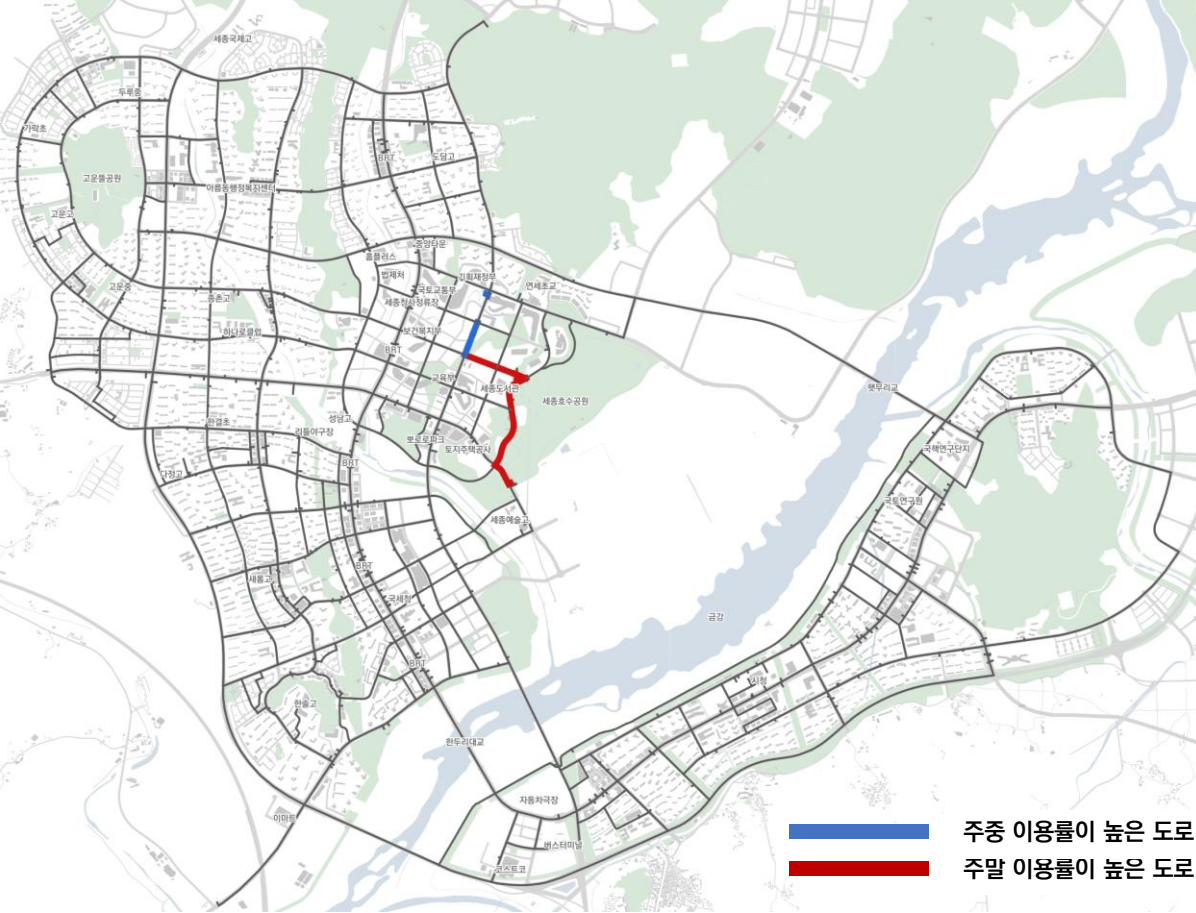 세종국제고
두루중
가락초
BRT
도담고
고운뜰공원
아름동행정복지센터
고운고
중앙타운
홈플러스
법제처
기획재정부
고운중
국토교통부
연세초교
종촌고
세종청사정류장
하나로클럽
보건복지부
BRT
교육부
세종도서관
햇무리교
세종호수공원
한결초
성남고
리틀야구장
뽀로로파크
토지주택공사
국책연구단지
BRT
다정고
국토연구원
세종예술고
BRT
새롬고
국세청
금강
BRT
시청
한솔고
한두리대교
자동차극장
이마트
버스터미널
코스트코
주중 이용률이 높은 도로
주말 이용률이 높은 도로